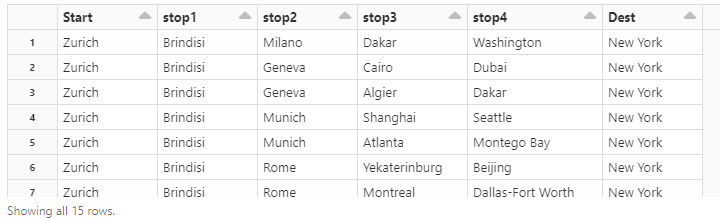 Start stop1 stop2 stop3 stop4 Dest
1 Zurich Brindisi Milano Dakar Washington New York
2 Zurich Brindisi Geneva Cairo Dubai New York
3 Zurich Brindisi Geneva Algier Dakar New York
4 Zurich Brindisi Munich Shanghai Seattle New York
5 Zurich Brindisi Munich Atlanta Montego Bay New York
6 Zurich Brindisi Rome Yekaterinburg Beijing New York
7 Zurich Brindisi Rome Montreal Dallas-Fort Worth New York
Showing all 15 rows.